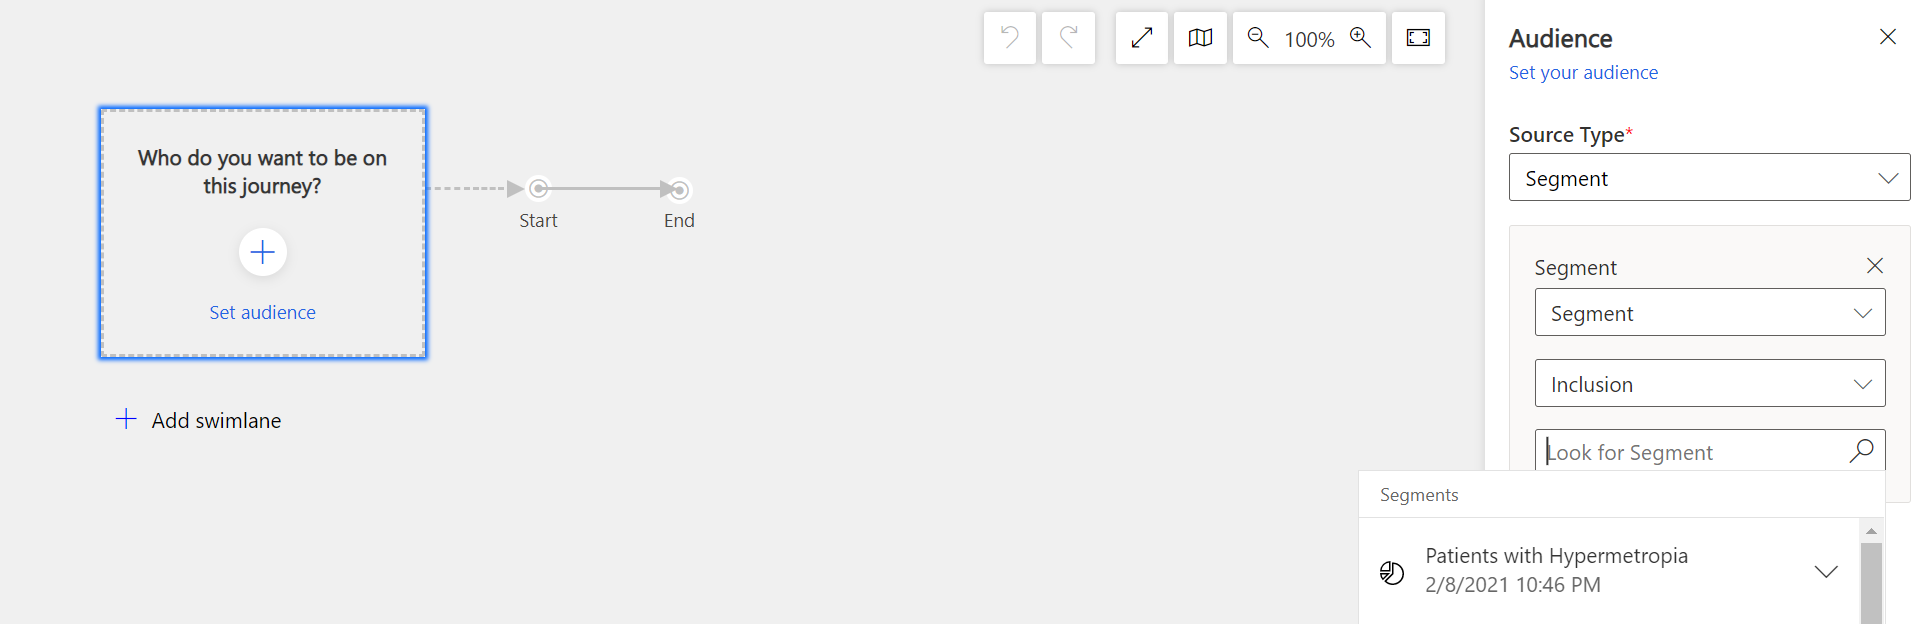 100%
Who do you want to be on
this journey?
Set audience
Start
End
Add swimlane
Audience
Set your audience
Source Type*
Segment
Segment
Segment
Inclusion
Look for Segment
Segments
Patients with Hypermetropia
2/8/2021 10:46 PM